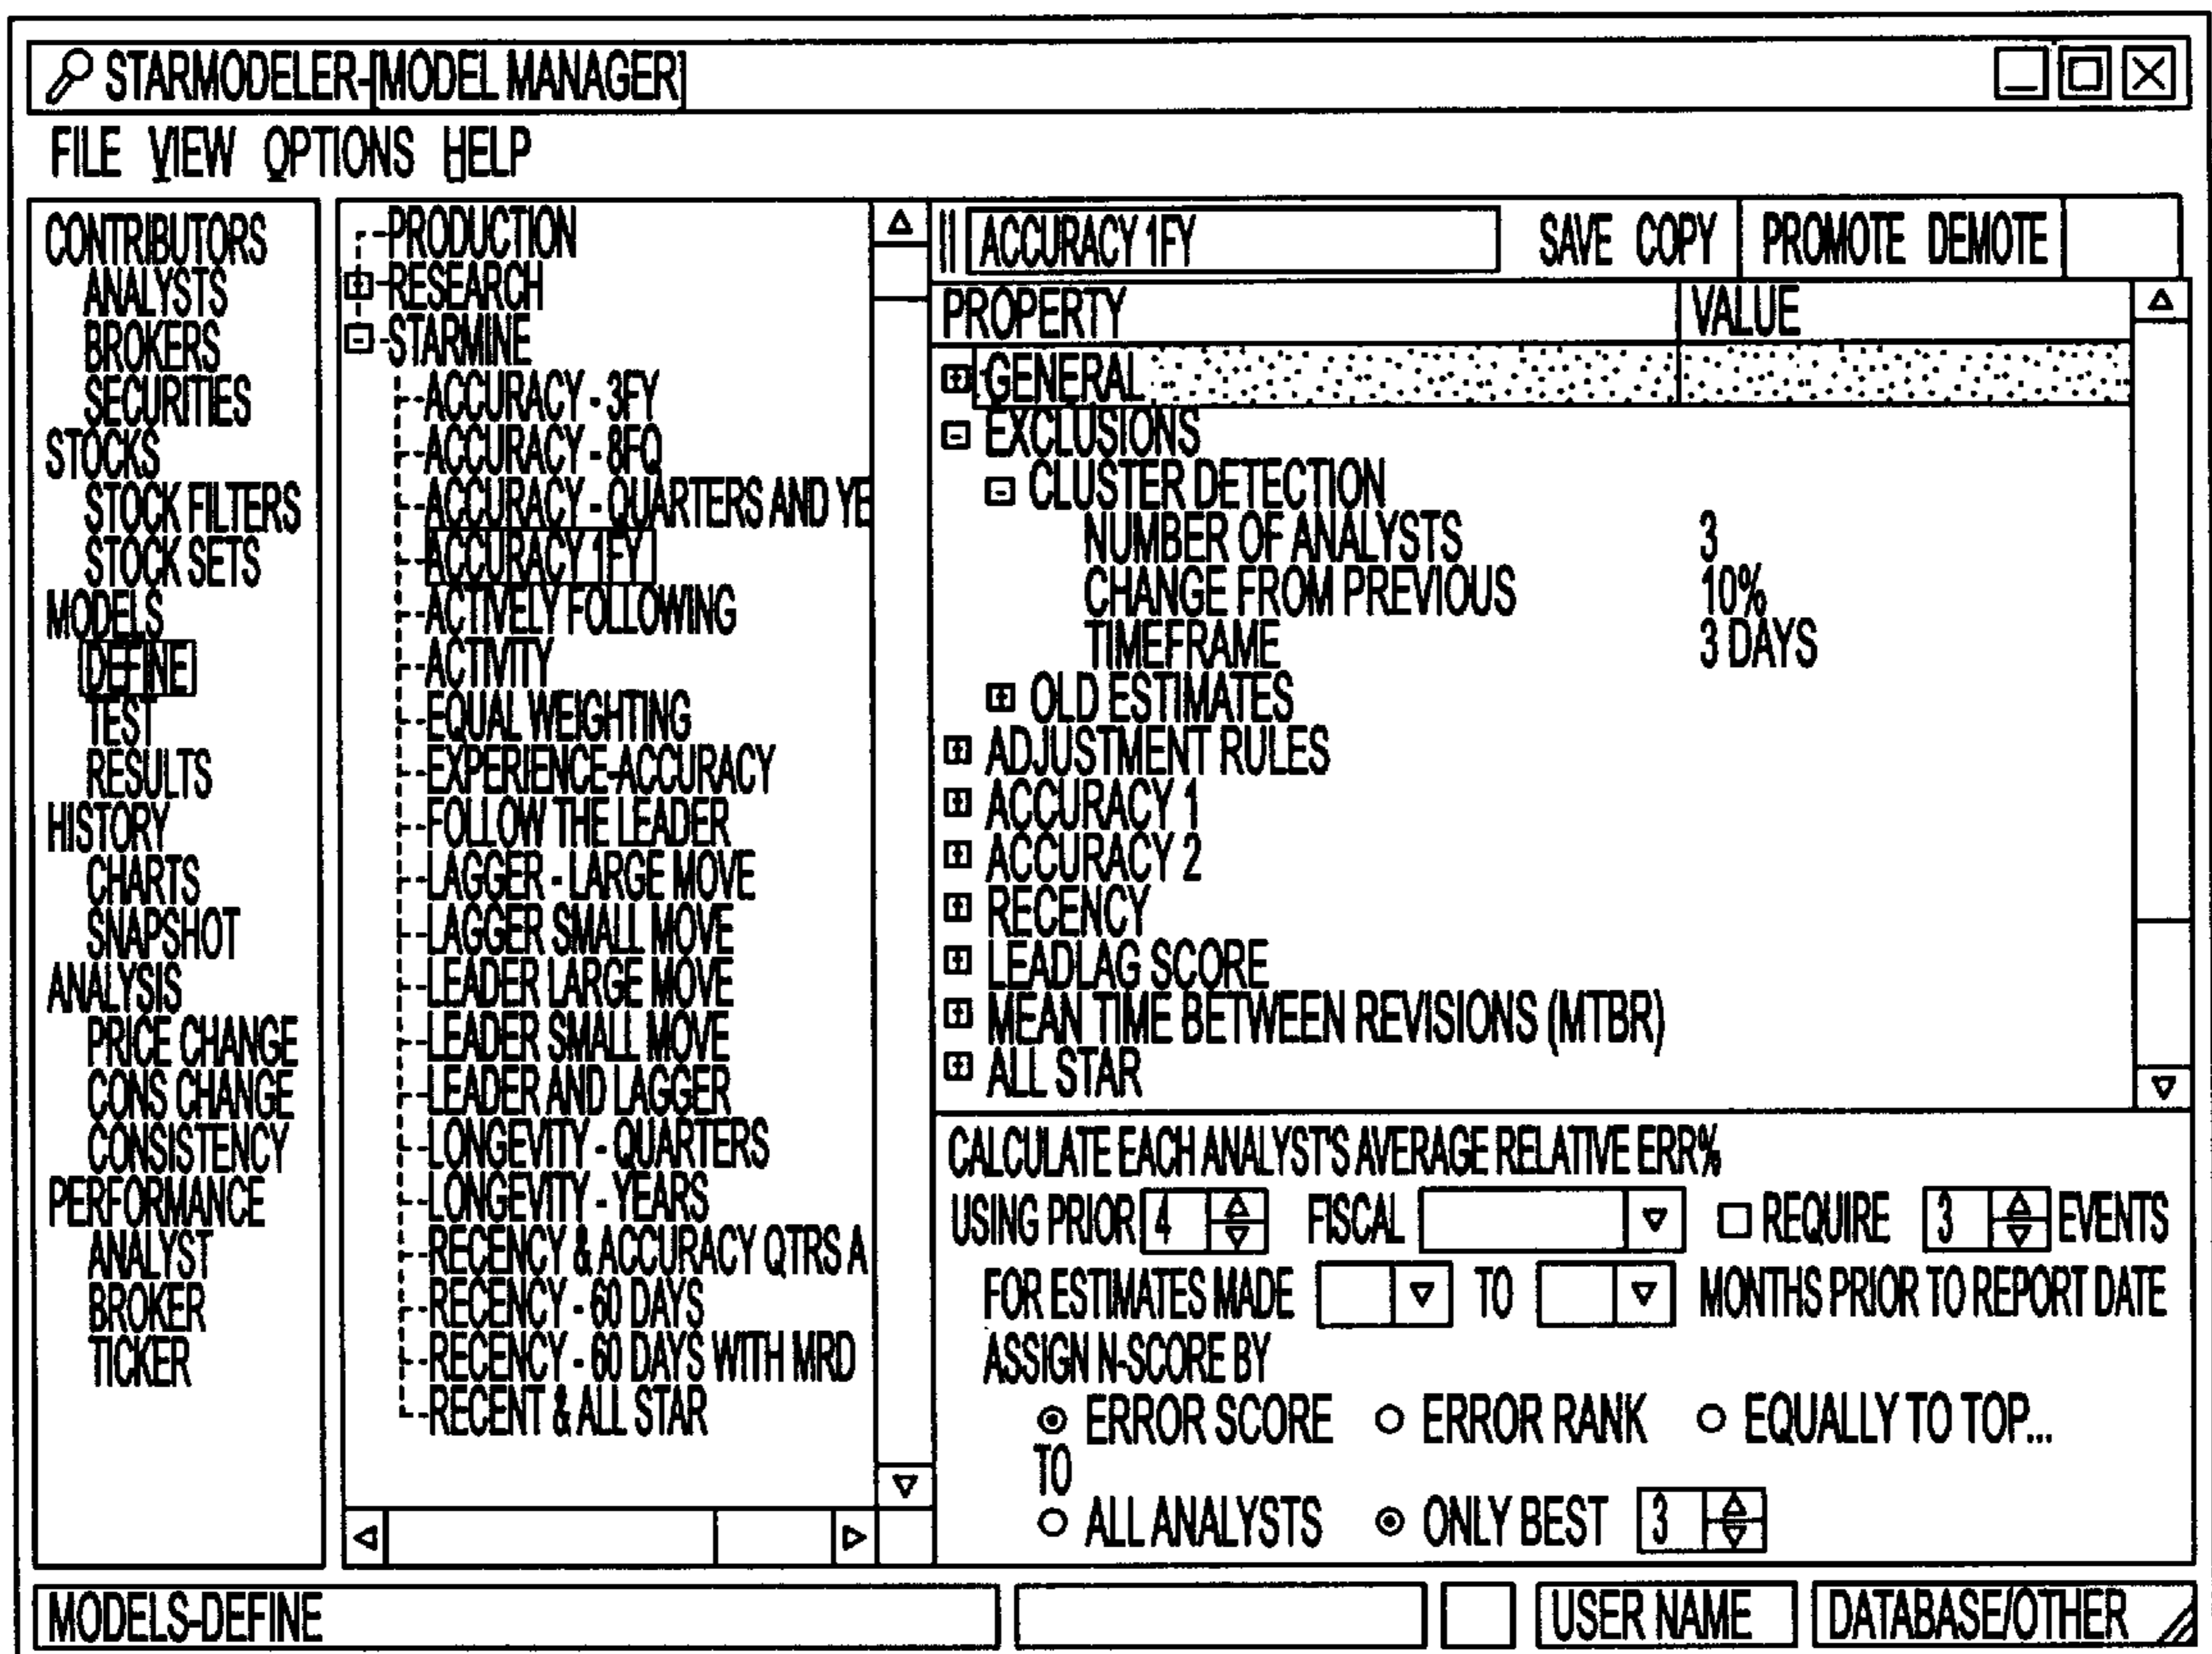 STARMODELER-[MODEL MANAGER]
FILE VIEW OPTIONS HELP
CONTRIBUTORS
ANALYSTS
BROKERS
SECURITIES
STOCKS
STOCK FILTERS
STOCK SETS
MODELS
DEFINE
TEST
RESULTS
HISTORY
CHARTS
SNAPSHOT
ANALYSIS
PRICE CHANGE
CONS CHANGE
CONSISTENCY
PERFORMANCE
ANALYST
BROKER
TICKER
PRODUCTION
RESEARCH
STARMINE
ACCURACY - 3FY
ACCURACY - 8FQ
ACCURACY - QUARTERS AND YE
ACCURACY 1FY
ACTIVELY FOLLOWING
ACTIVITY
EQUAL WEIGHTING
EXPERIENCE-ACCURACY
FOLLOW THE LEADER
LAGGER - LARGE MOVE
LAGGER SMALL MOVE
LEADER LARGE MOVE
LEADER SMALL MOVE
LEADER AND LAGGER
LONGEVITY - QUARTERS
LONGEVITY - YEARS
RECENCY & ACCURACY QTRS A
RECENCY - 60 DAYS
RECENCY - 60 DAYS WITH MRD
RECENT & ALL STAR
ACCURACY 1FY SAVE COPY PROMOTE DEMOTE
PROPERTY VALUE
GENERAL
EXCLUSIONS
CLUSTER DETECTION
NUMBER OF ANALYSTS 3
CHANGE FROM PREVIOUS 10%
TIMEFRAME 3 DAYS
OLD ESTIMATES
ADJUSTMENT RULES
ACCURACY 1
ACCURACY 2
RECENCY
LEADLAG SCORE
MEAN TIME BETWEEN REVISIONS (MTBR)
ALL STAR
CALCULATE EACH ANALYST'S AVERAGE RELATIVE ERR%
USING PRIOR 4 FISCAL REQUIRE 3 EVENTS
FOR ESTIMATES MADE TO MONTHS PRIOR TO REPORT DATE
ASSIGN N-SCORE BY
ERROR SCORE ERROR RANK EQUALLY TO TOP...
TO
ALL ANALYSTS ONLY BEST 3
MODELS-DEFINE USER NAME DATABASE/OTHER